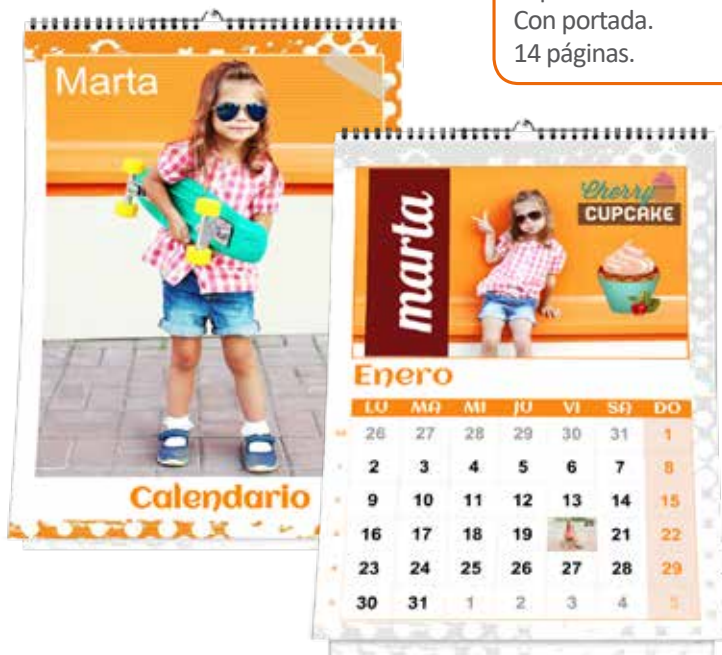 Con portada.
14 páginas.
Marta
Calendario
marta
Cherry
CUPCAKE
Enero
LU MA MI JU VI SA DO
26 27 28 29 30 31 1
2 3 4 5 6 7 8
9 10 11 12 13 14 15
16 17 18 19 21 22
23 24 25 26 27 28 29
30 31 1 2 3 4 5